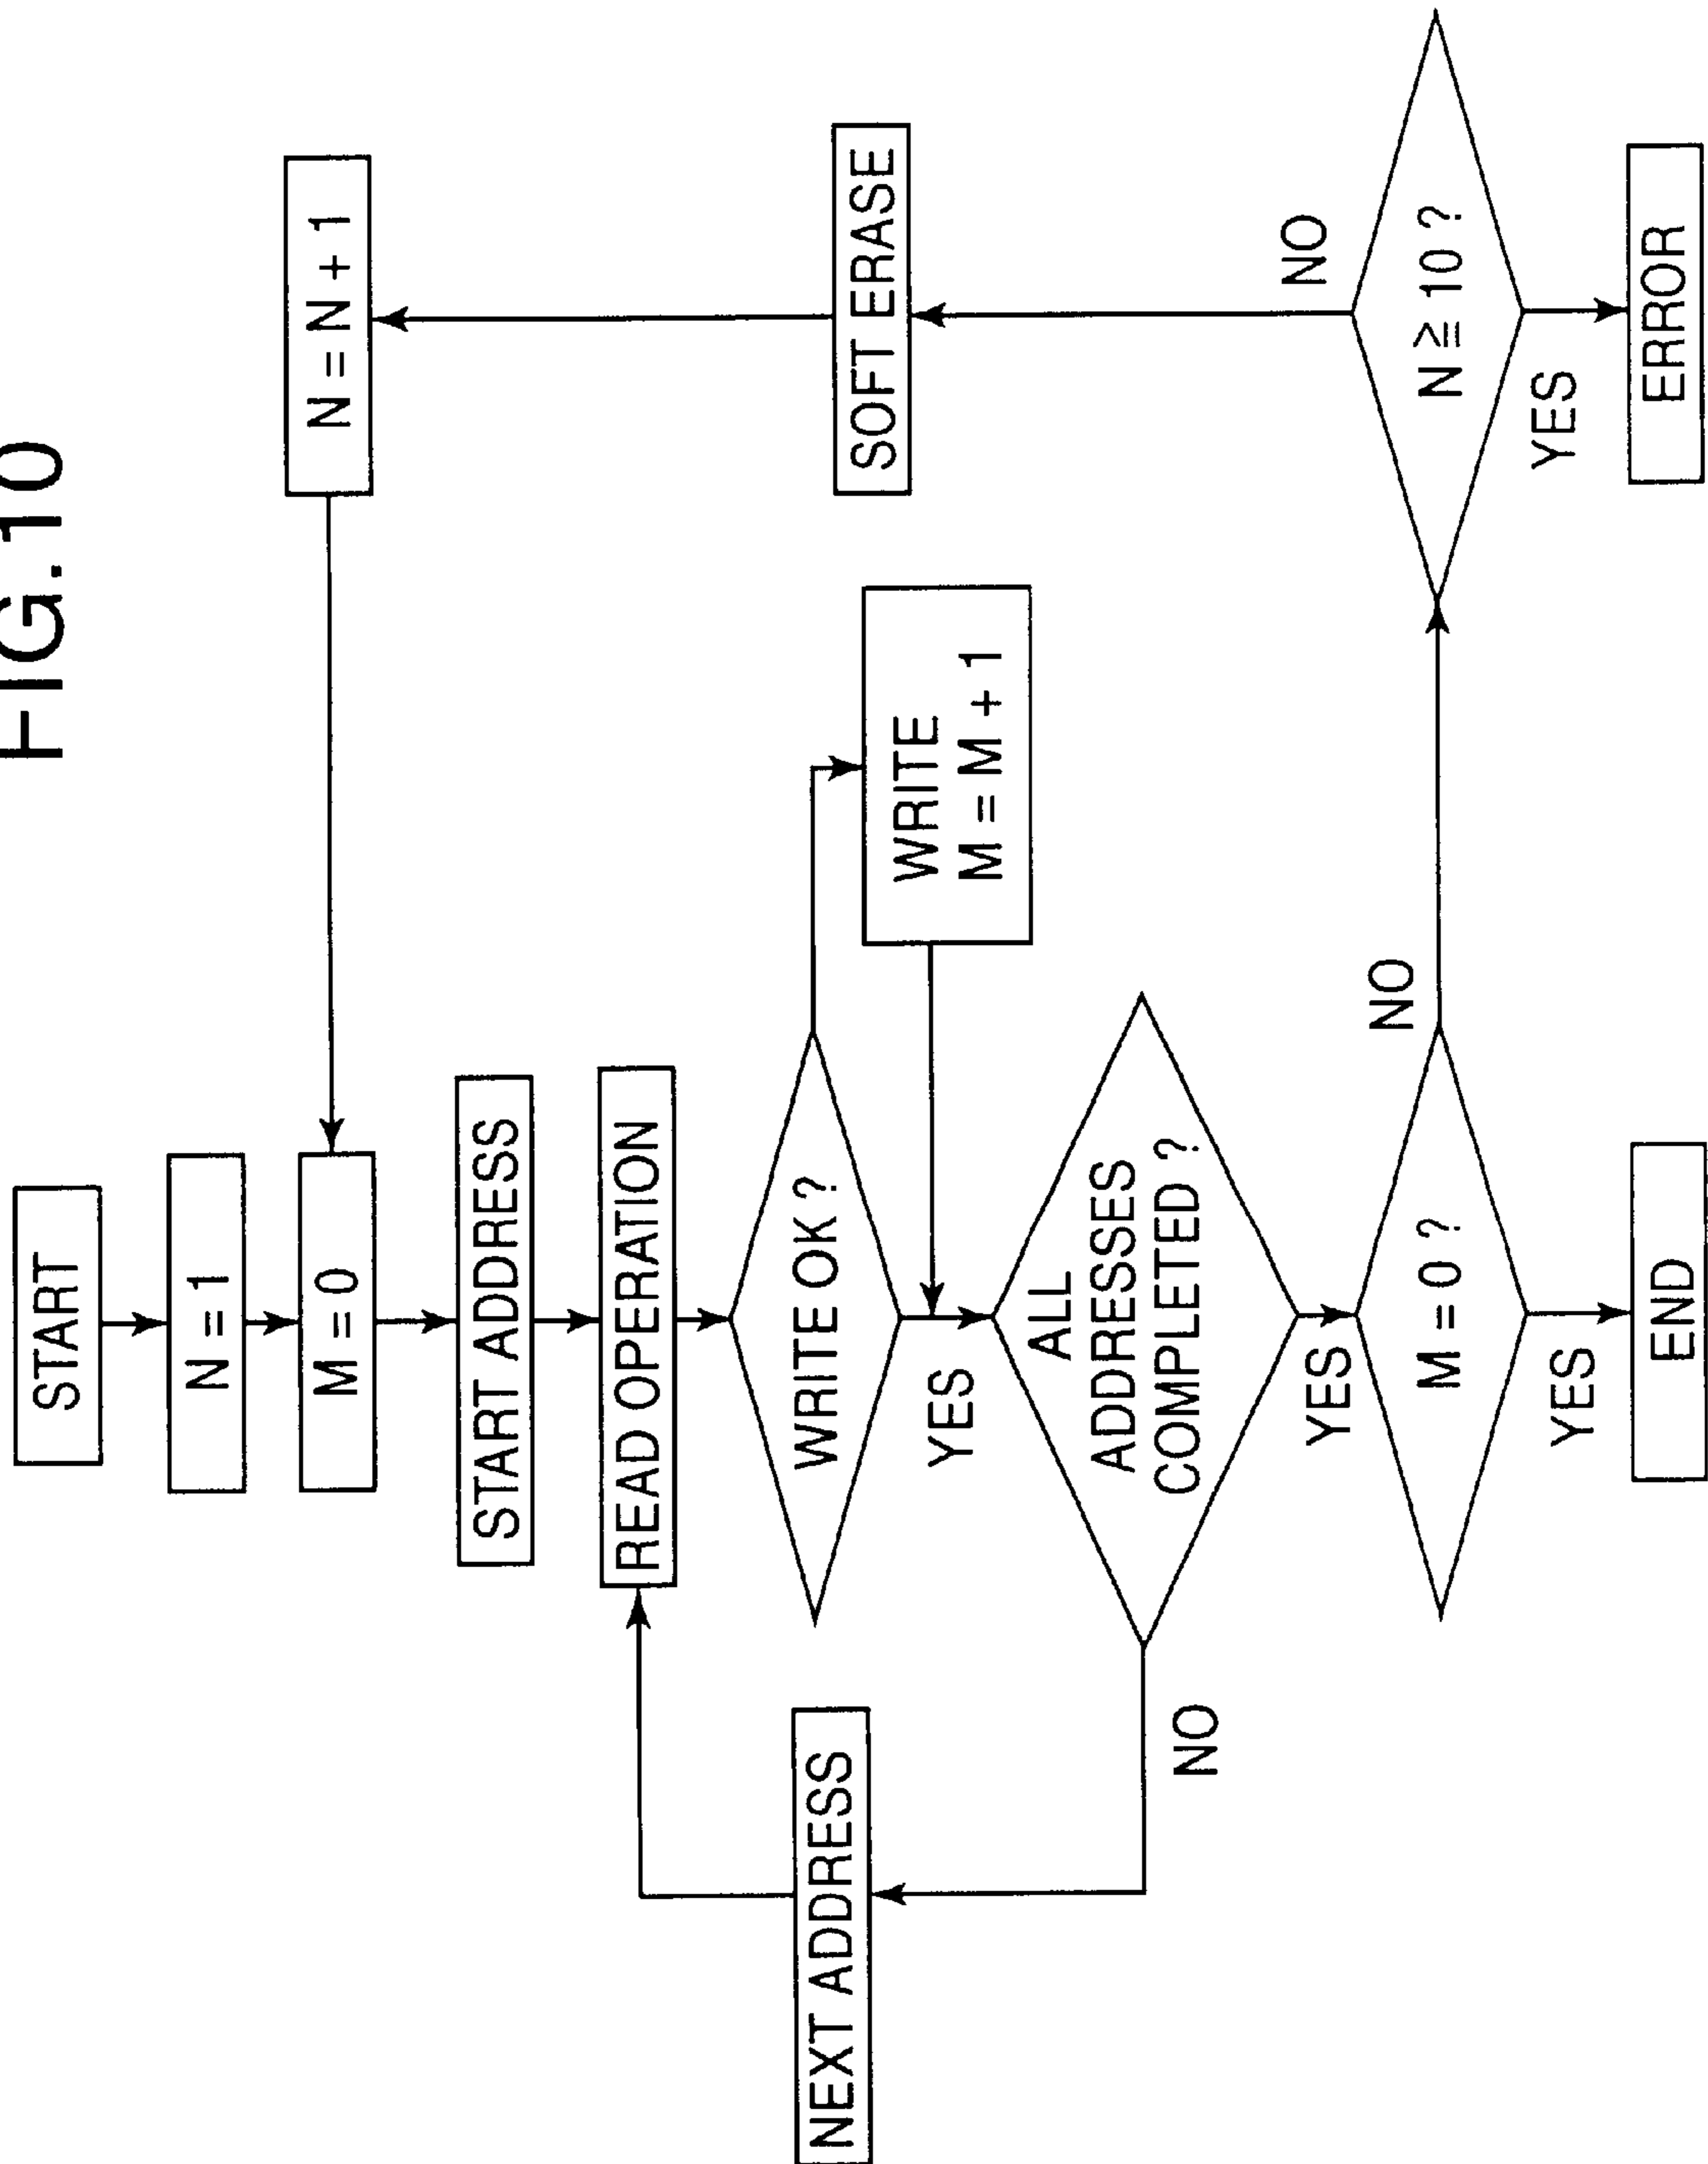 FIG.10
START
N = 1
M = 0
START ADDRESS
READ OPERATION
WRITE OK ?
YES
WRITE
M = M + 1
ALL
ADDRESSES
COMPLETED ?
NO
NEXT ADDRESS
YES
M = 0 ?
NO
YES
END
N ≧ 10 ?
NO
YES
ERROR
SOFT ERASE
N = N + 1